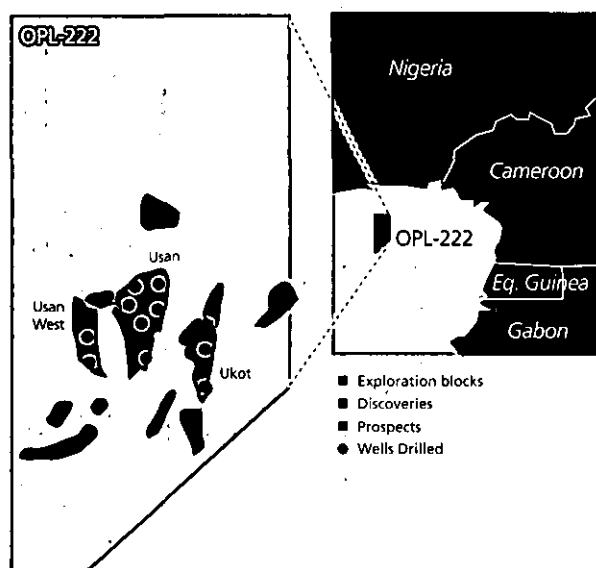 OPL-222
Usan
Usan
West
Ukot
Nigeria
Cameroon
OPL-222
Eq. Guinea
Gabon
Exploration blocks
Discoveries
Prospects
Wells Drilled